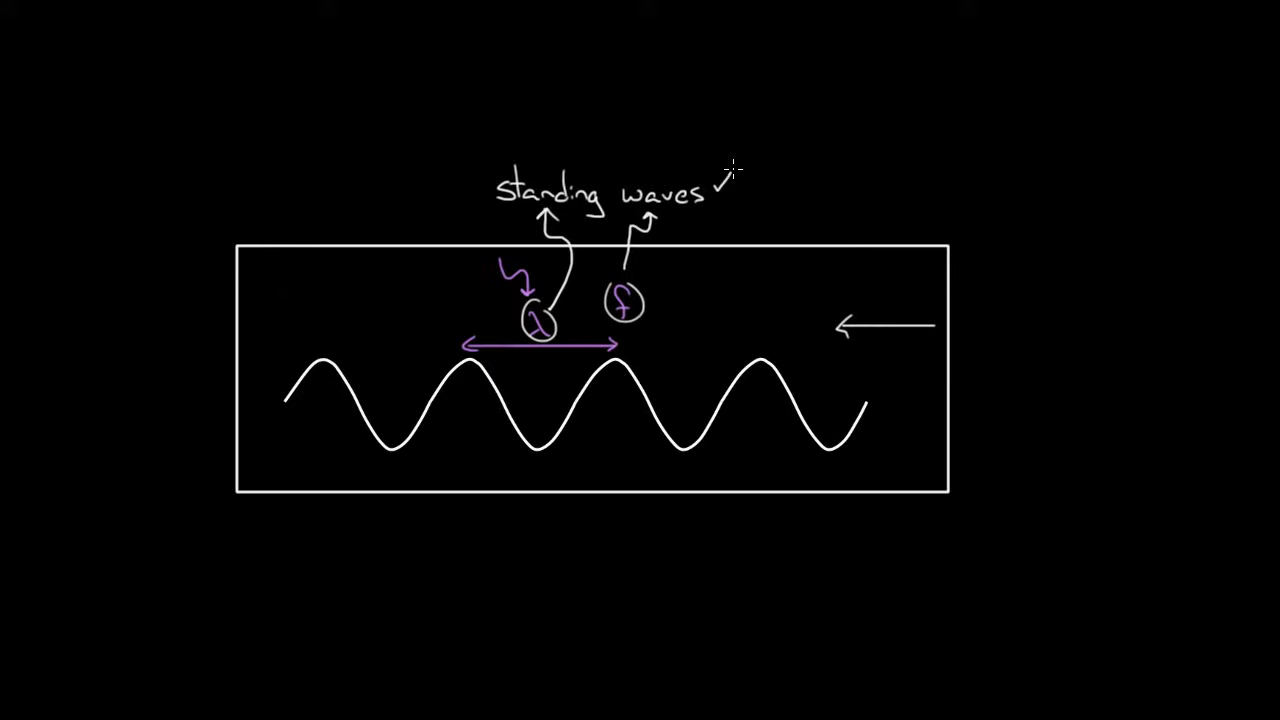 standing waves
λ f